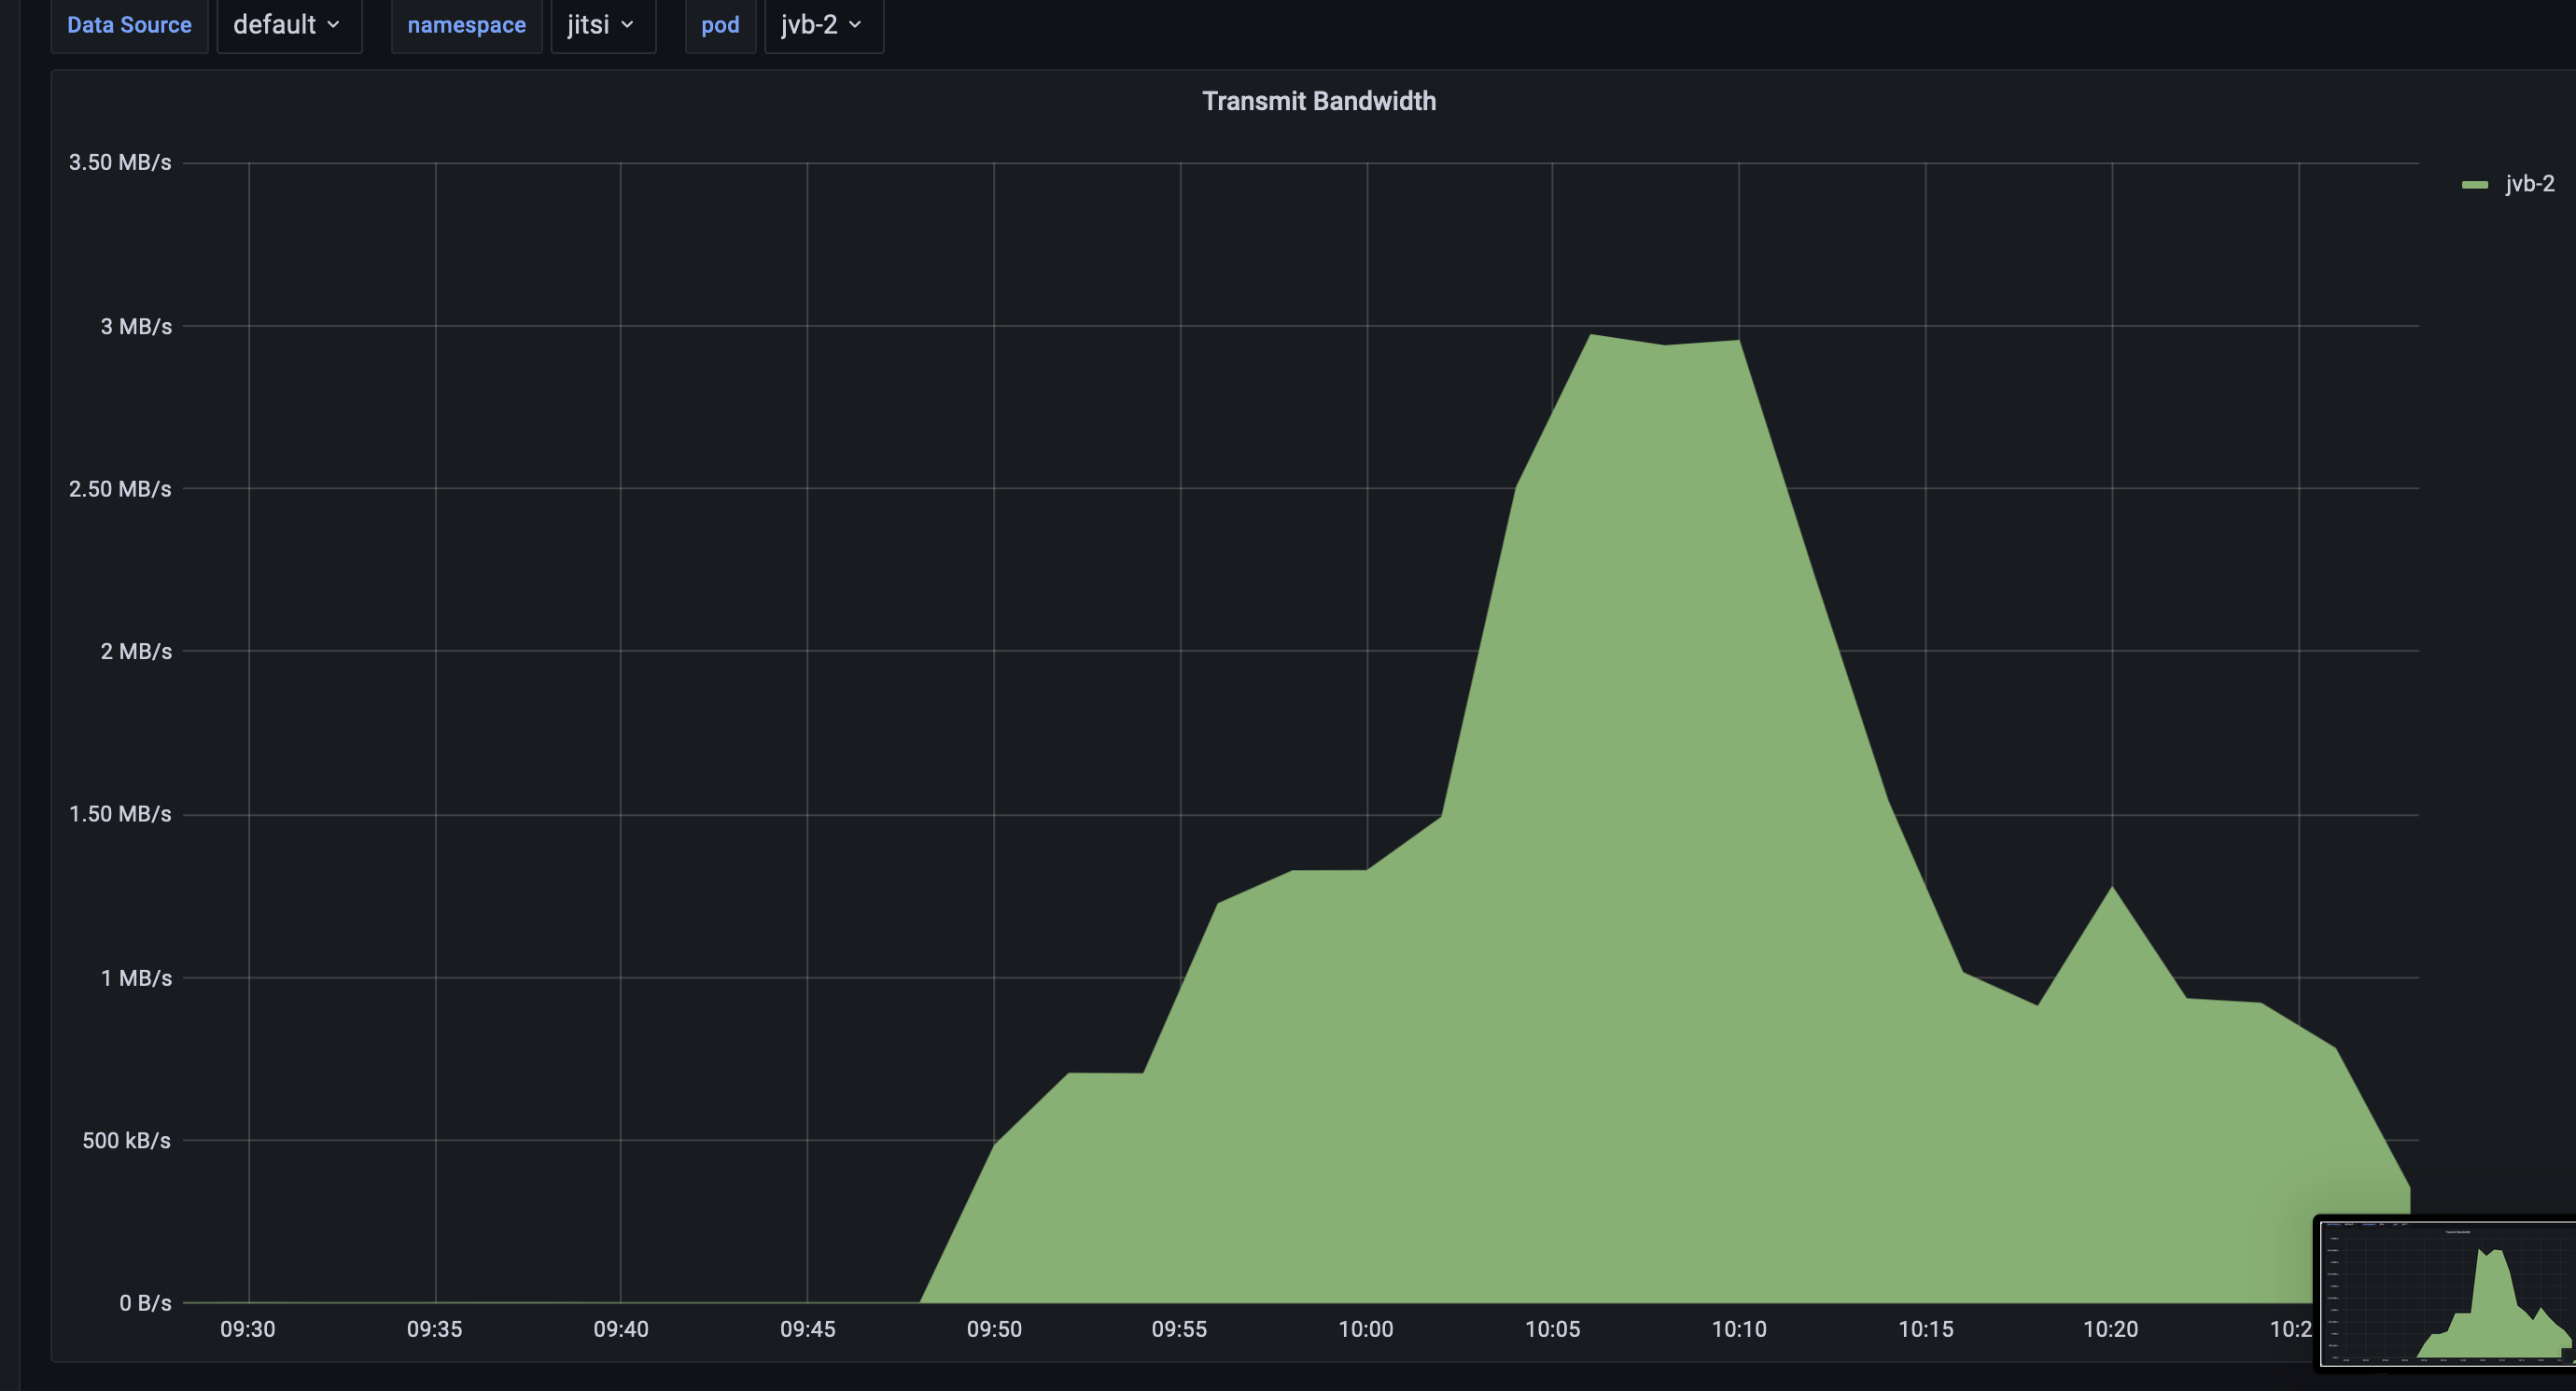 Data Source default namespace jitsi pod jvb-2
Transmit Bandwidth
3.50 MB/s
jvb-2
3 MB/s
2.50 MB/s
2 MB/s
1.50 MB/s
1 MB/s
500 kB/s
0 B/s
09:30 09:35 09:40 09:45 09:50 09:55 10:00 10:05 10:10 10:15 10:20 10:2